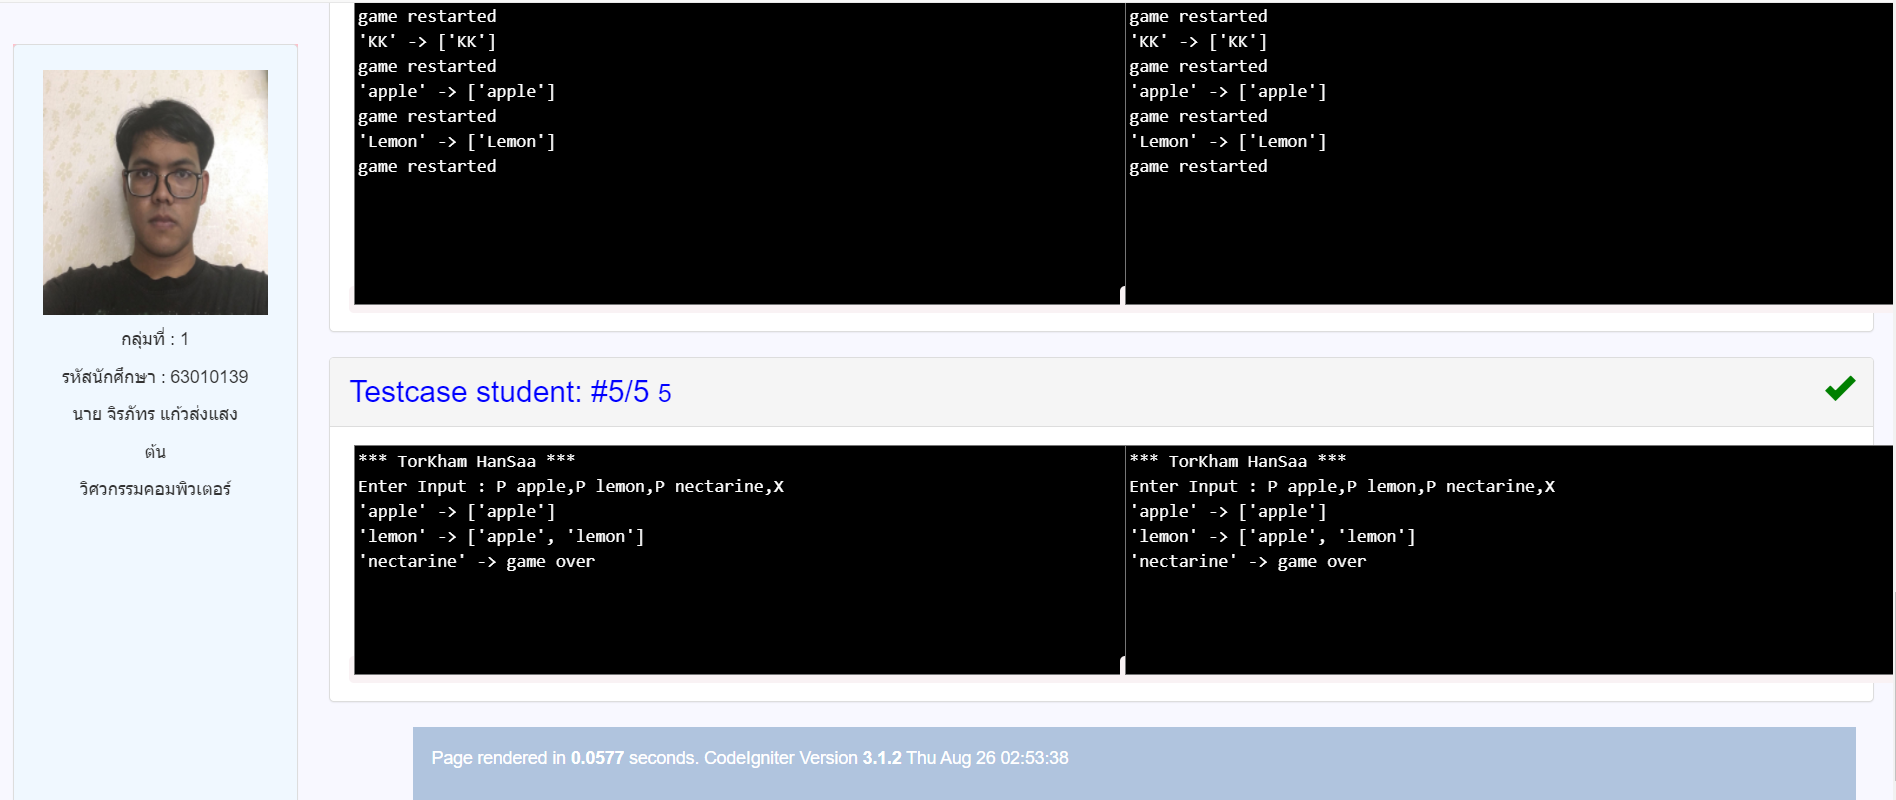 game restarted
'KK' -> ['KK']
game restarted
'apple' -> ['apple']
game restarted
'Lemon' -> ['Lemon']
game restarted
game restarted
'KK' -> ['KK']
game restarted
'apple' -> ['apple']
game restarted
'Lemon' -> ['Lemon']
game restarted
กลุ่มที่ : 1
รหัสนักศึกษา : 63010139
นาย จิรภัทร แก้วส่งแสง
ต้น
วิศวกรรมคอมพิวเตอร์
Testcase student: #5/5 5
*** TorKham HanSaa ***
Enter Input : P apple,P lemon,P nectarine,X
'apple' -> ['apple']
'lemon' -> ['apple', 'lemon']
'nectarine' -> game over
*** TorKham HanSaa ***
Enter Input : P apple,P lemon,P nectarine,X
'apple' -> ['apple']
'lemon' -> ['apple', 'lemon']
'nectarine' -> game over
Page rendered in 0.0577 seconds. CodeIgniter Version 3.1.2 Thu Aug 26 02:53:38